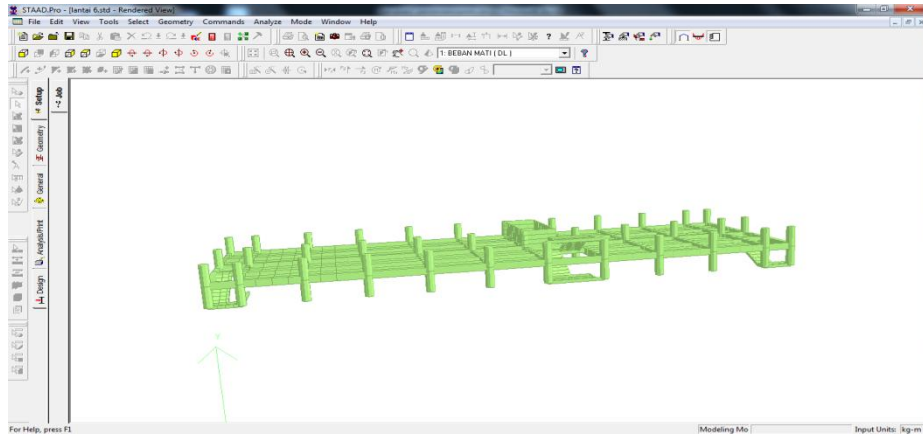 STAAD.Pro - [lantai 6.std - Rendered View]
File Edit View Tools Select Geometry Commands Analyze Mode Window Help
1: BEBAN MATI ( DL )
Setup
Job
Geometry
General
Analysis/Print
Design
Y
For Help, press F1
Modeling Mo
Input Units: kg-m